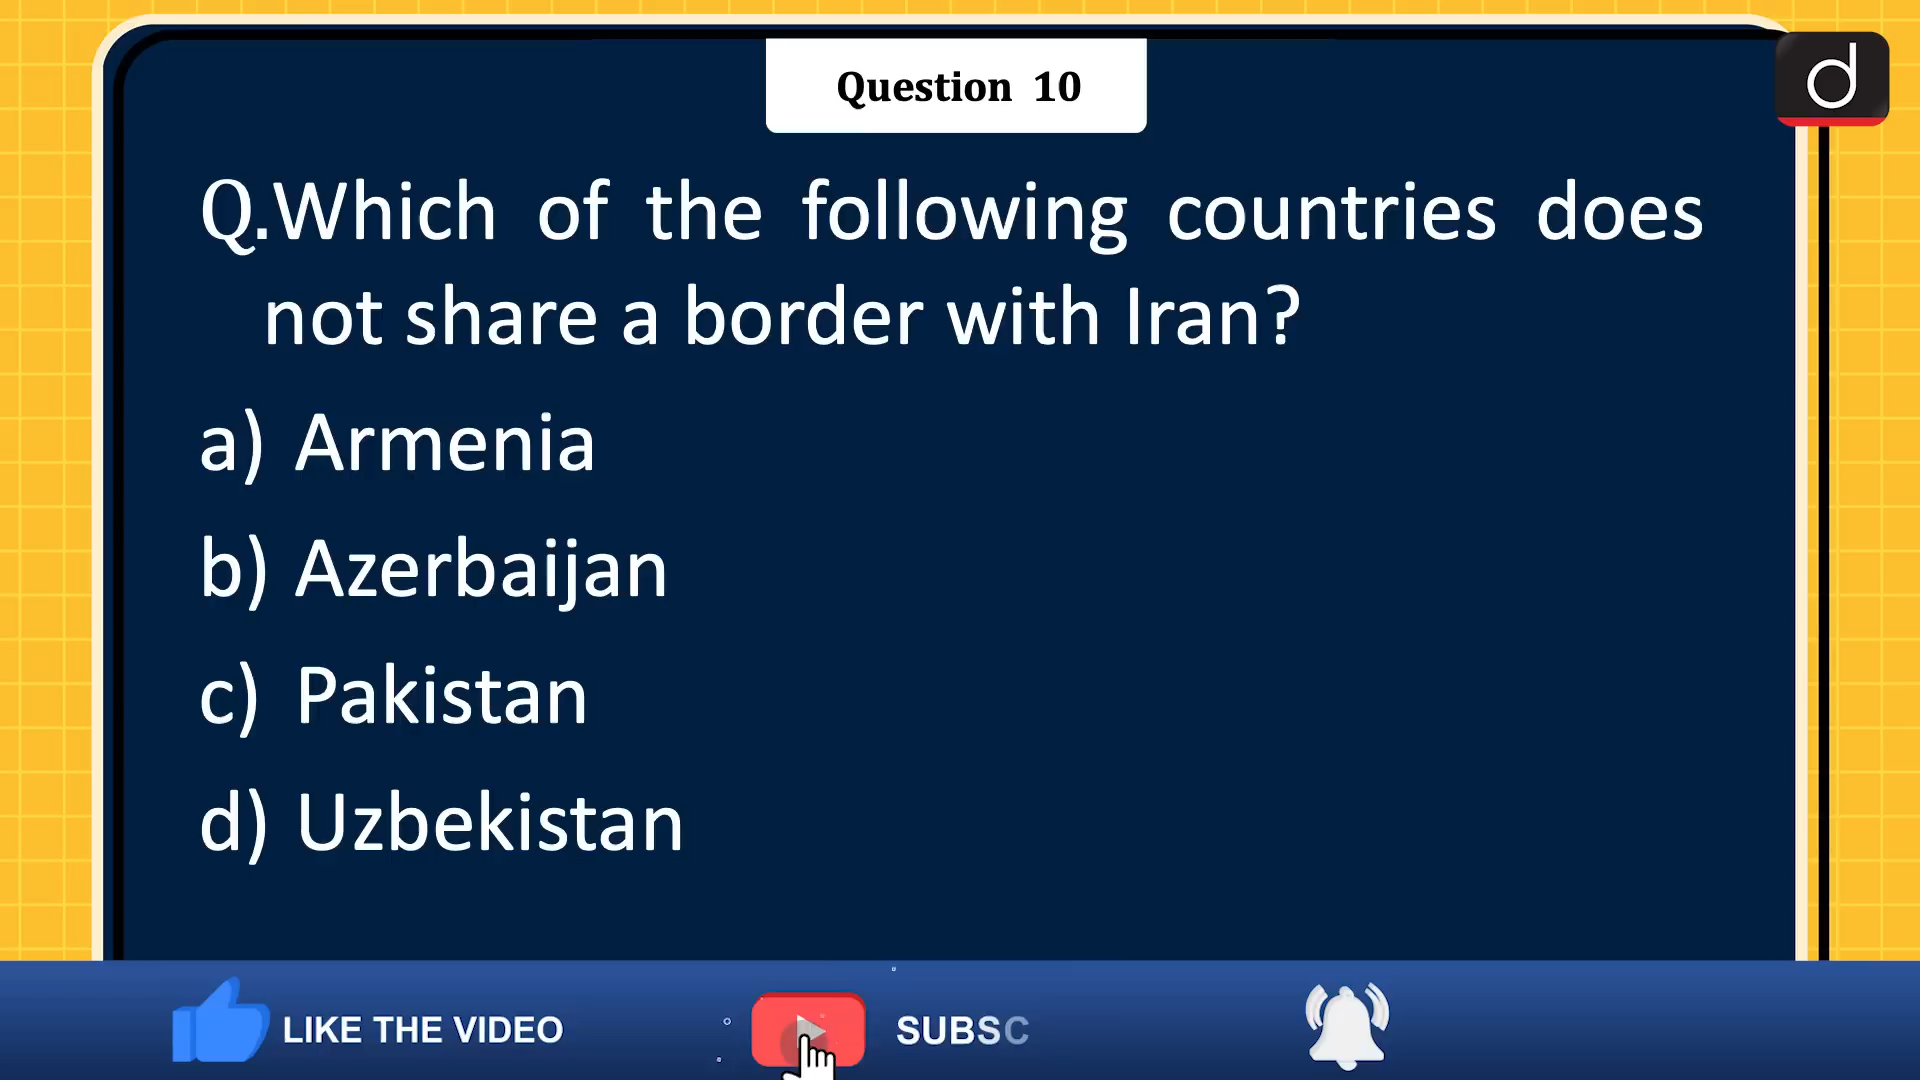 Question 10
Q.Which of the following countries does
not share a border with Iran?
a) Armenia
b) Azerbaijan
c) Pakistan
d) Uzbekistan
d
LIKE THE VIDEO
SUBSC